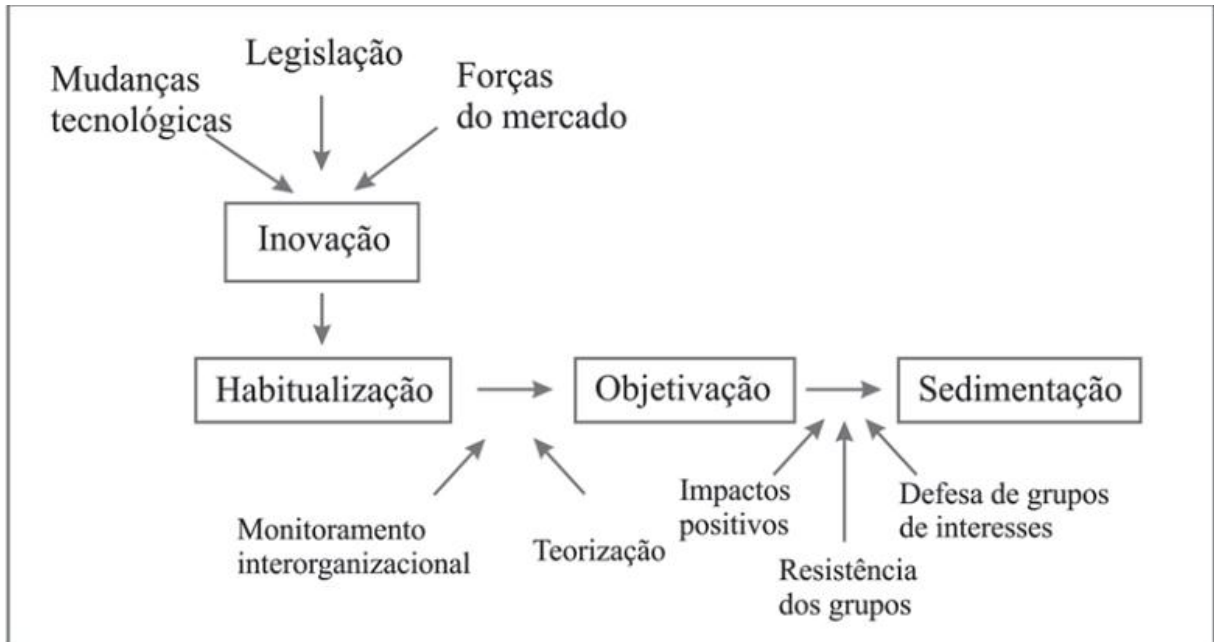 Legislação
Mudanças
tecnológicas
Forças
do mercado
Inovação
Habitualização
Objetivação
Sedimentação
Monitoramento
interorganizacional
Teorização
Impactos
positivos
Resistência
dos grupos
Defesa de grupos
de interesses